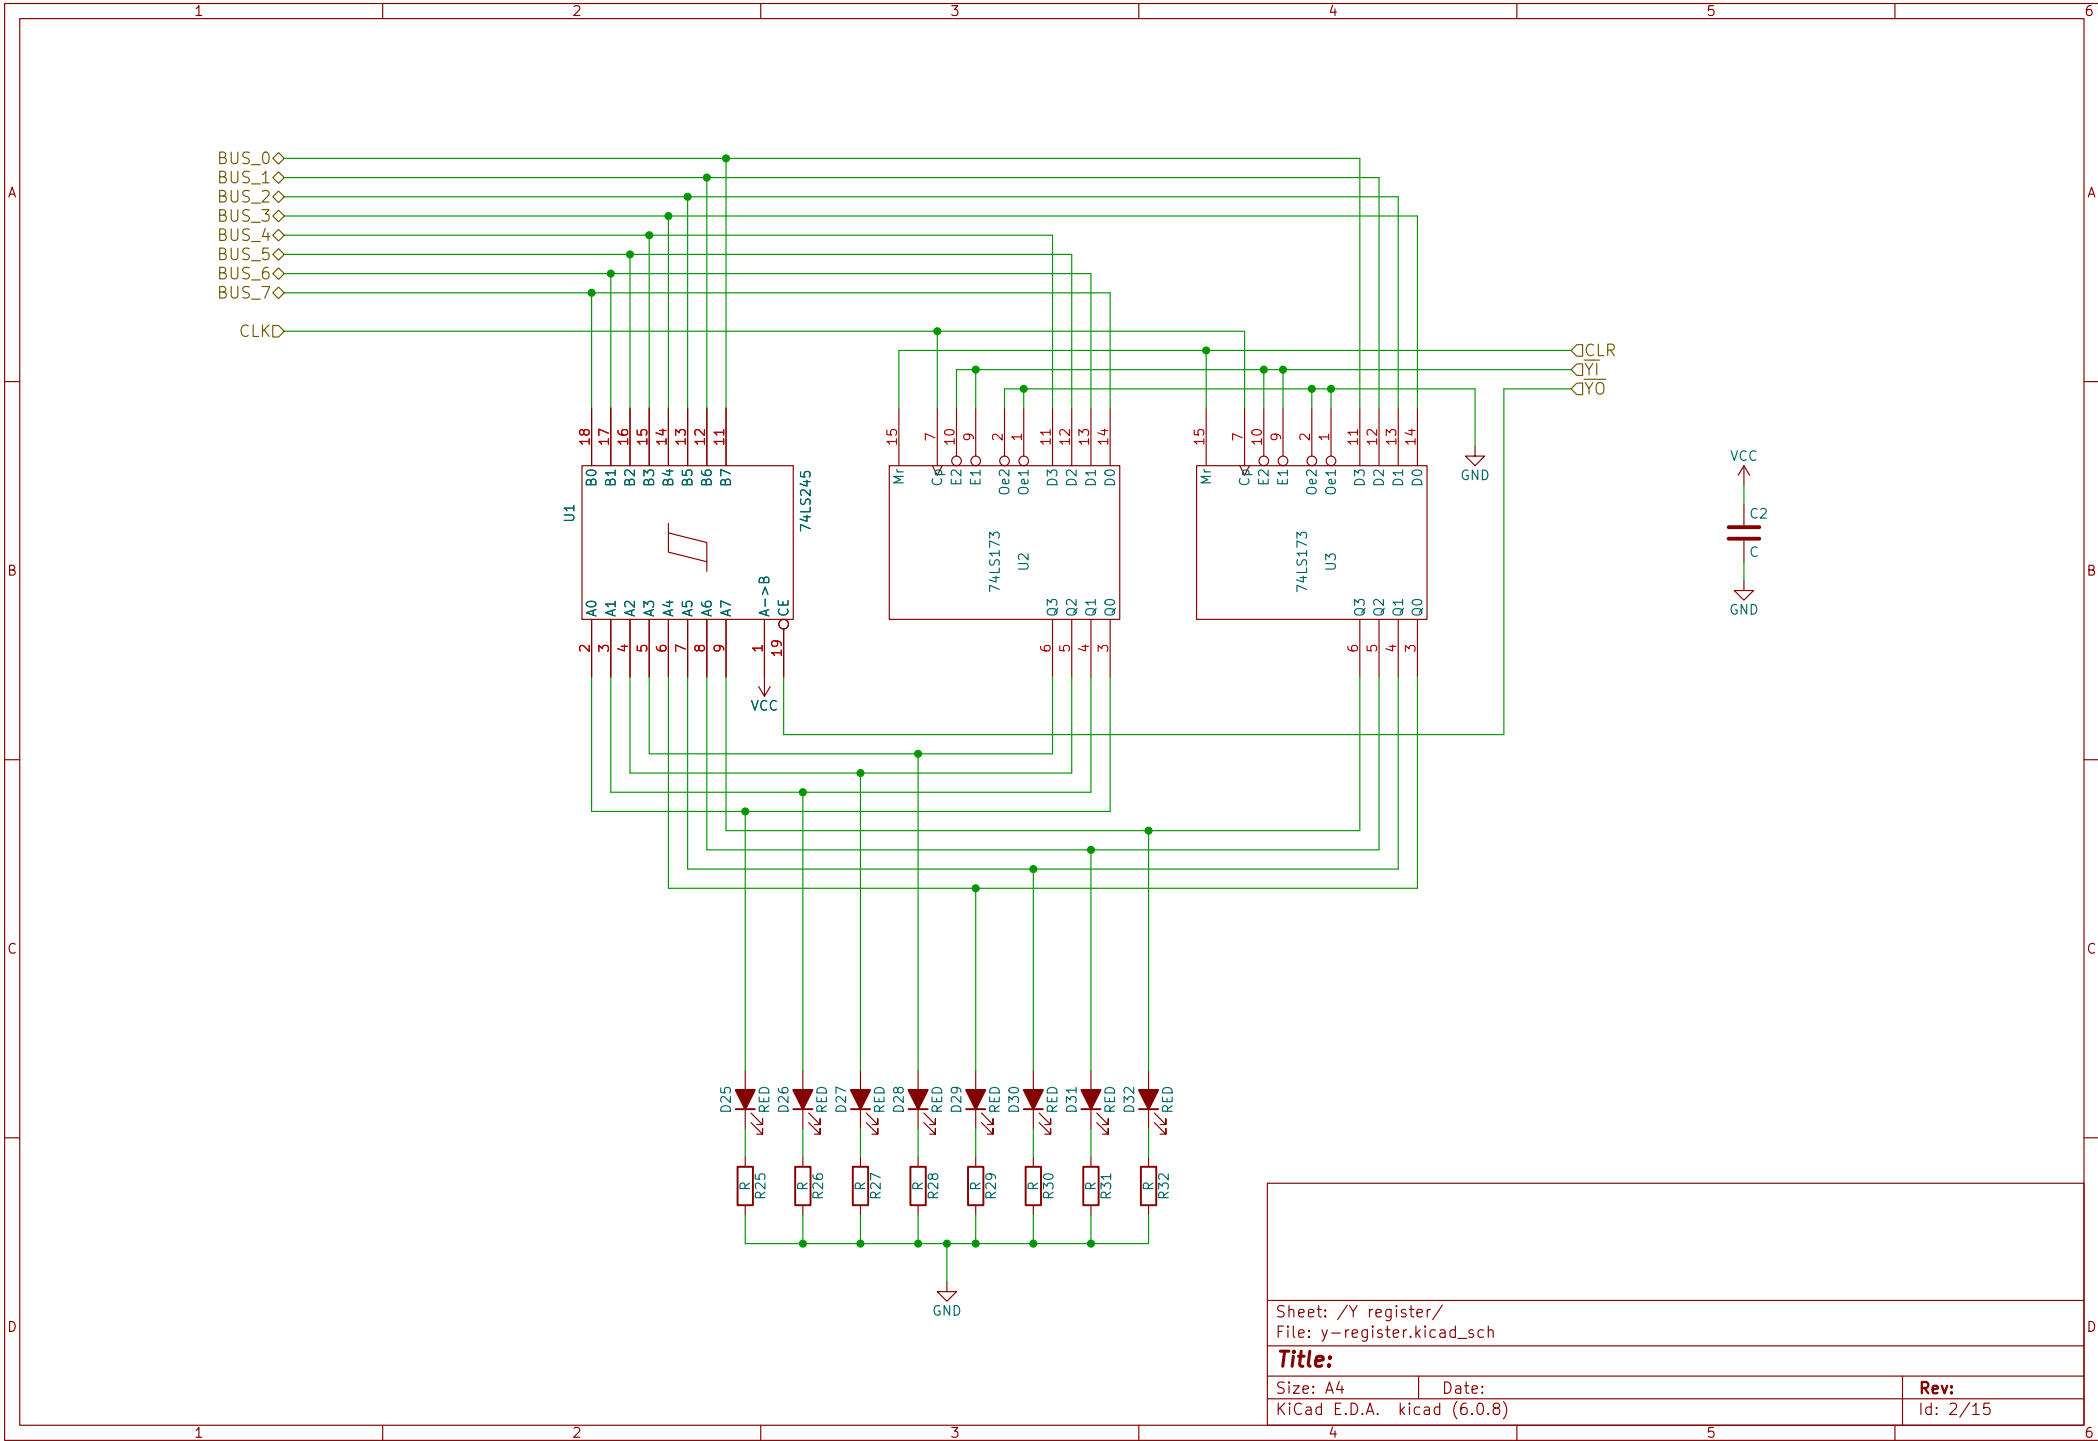 1 2 3 4 5 6
A A
B B
C C
D D
BUS_0
BUS_1
BUS_2
BUS_3
BUS_4
BUS_5
BUS_6
BUS_7
CLK
CLR
YI
YO
18 17 16 15 14 13 12 11
B0 B1 B2 B3 B4 B5 B6 B7
U1
74LS245
A0 A1 A2 A3 A4 A5 A6 A7 A->B CE
2 3 4 5 6 7 8 9 1 19
VCC
15 7 10 9 2 1 11 12 13 14
Mr Cp E2 E1 Oe2 Oe1 D3 D2 D1 D0
74LS173
U2
Q3 Q2 Q1 Q0
6 5 4 3
15 7 10 9 2 1 11 12 13 14
Mr Cp E2 E1 Oe2 Oe1 D3 D2 D1 D0
74LS173
U3
Q3 Q2 Q1 Q0
6 5 4 3
GND
VCC
C2
C
GND
D25 RED D26 RED D27 RED D28 RED D29 RED D30 RED D31 RED D32 RED
R R25 R R26 R R27 R R28 R R29 R R30 R R31 R R32
GND
Sheet: /Y register/
File: y-register.kicad_sch
Title:
Size: A4 Date: Rev:
KiCad E.D.A. kicad (6.0.8) Id: 2/15
1 2 3 4 5 6